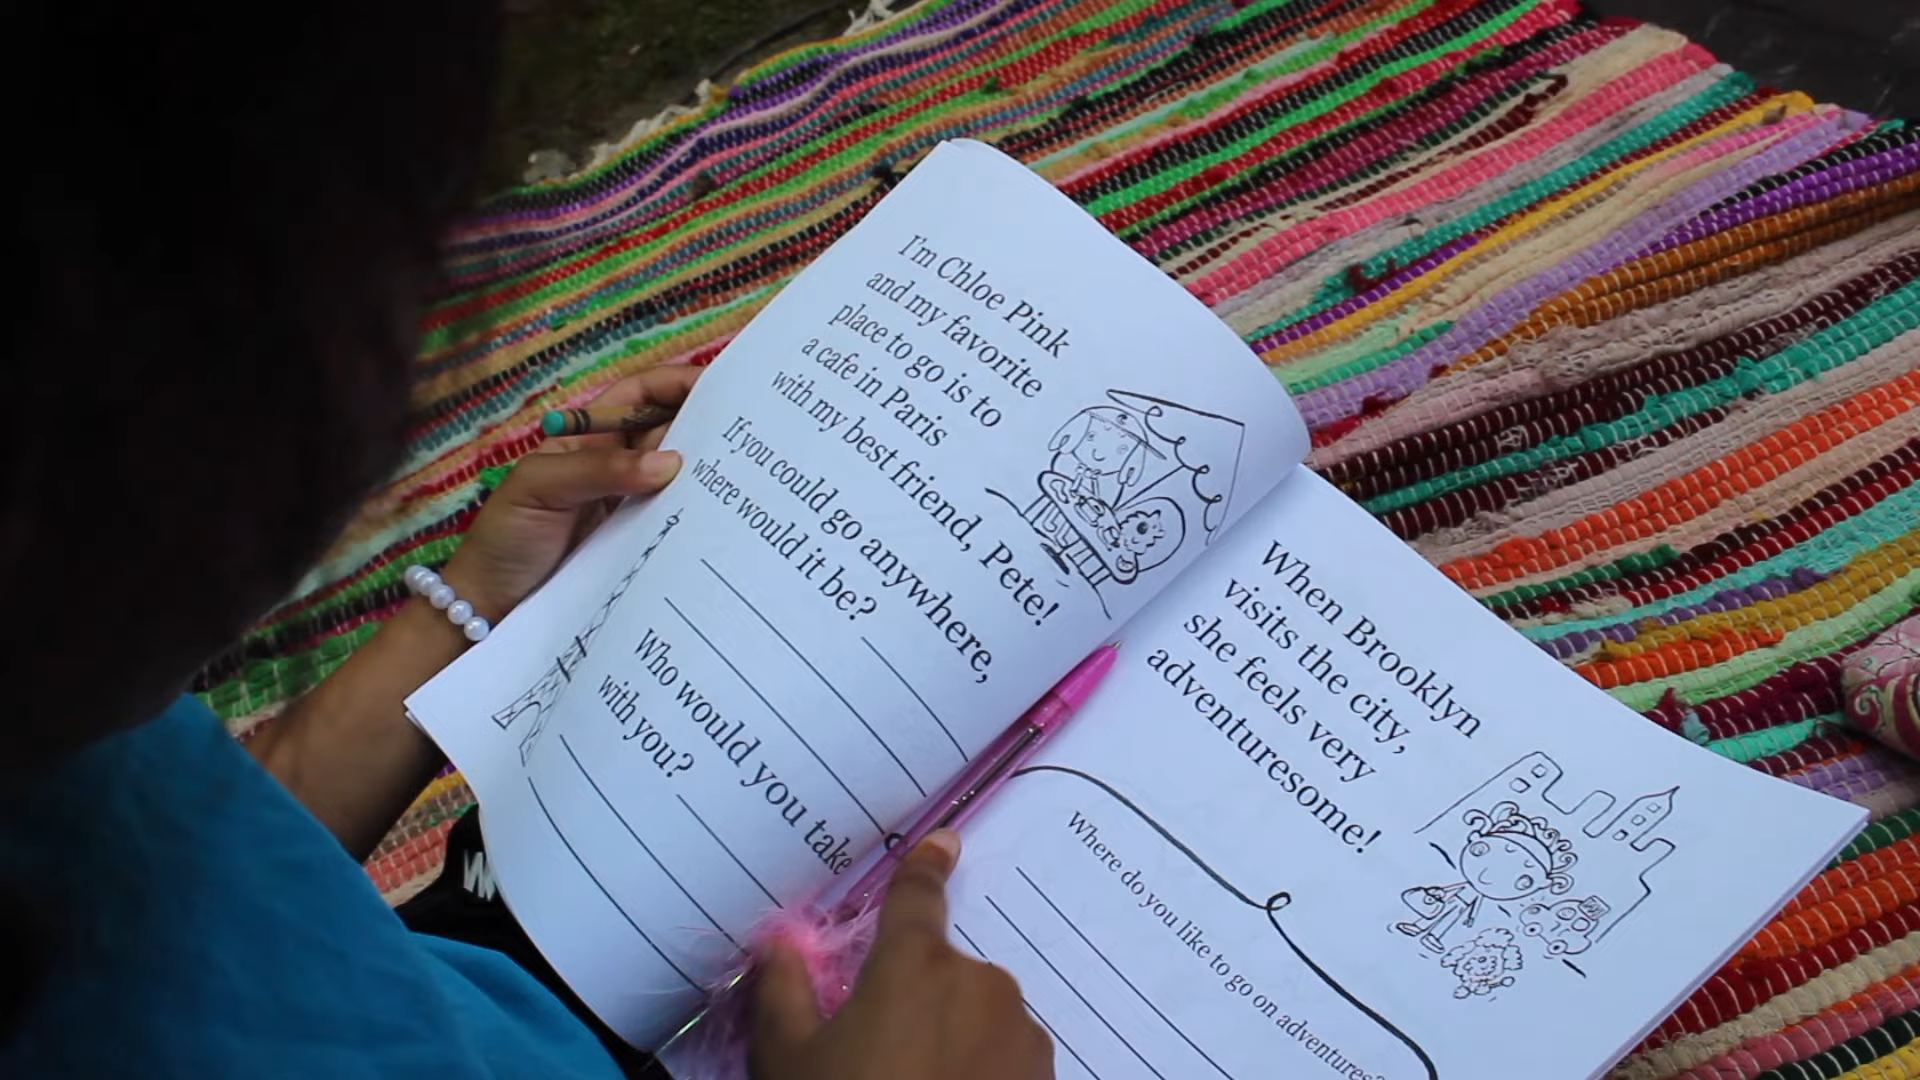 I'm Chloe Pink
and my favorite
place to go is to
a cafe in Paris
with my best friend, Pete!
If you could go anywhere,
where would it be?
Who would you take
with you?
When Brooklyn
visits the city,
she feels very
adventuresome!
Where do you like to go on adventures?